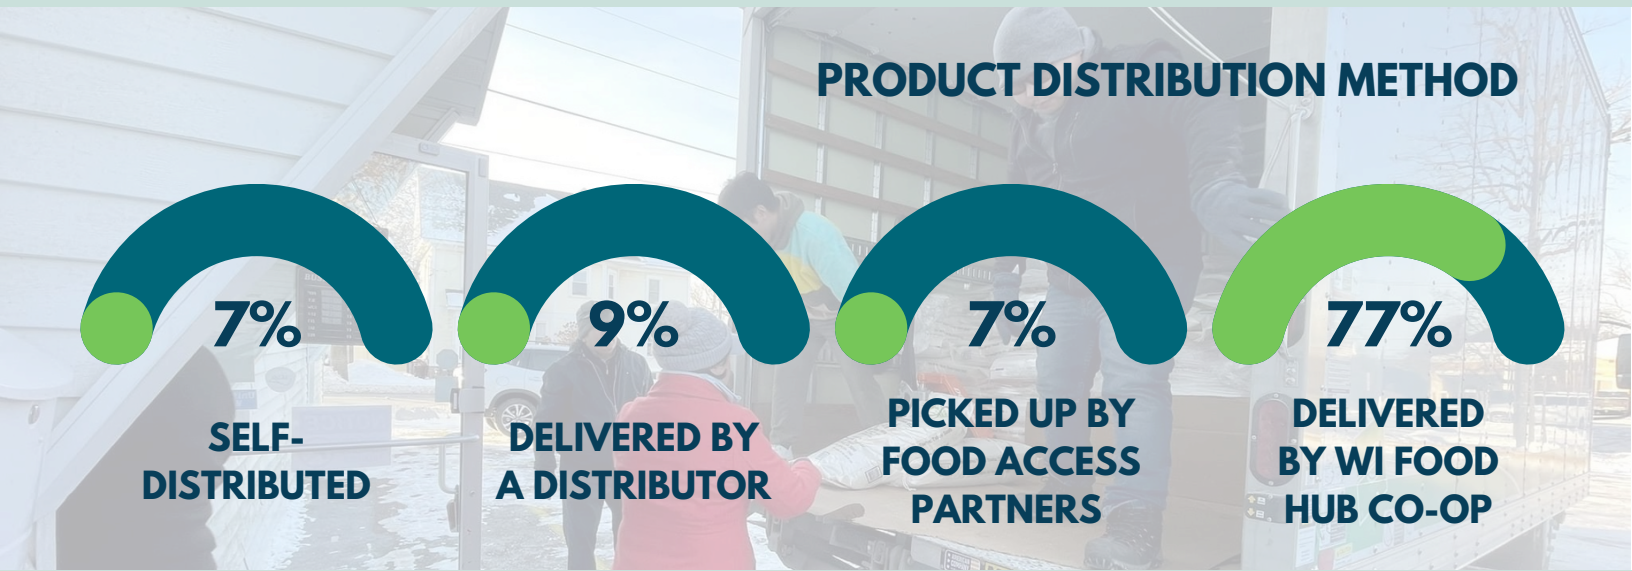 PRODUCT DISTRIBUTION METHOD
7%
SELF-
DISTRIBUTED
9%
DELIVERED BY
A DISTRIBUTOR
7%
PICKED UP BY
FOOD ACCESS
PARTNERS
77%
DELIVERED
BY WI FOOD
HUB CO-OP